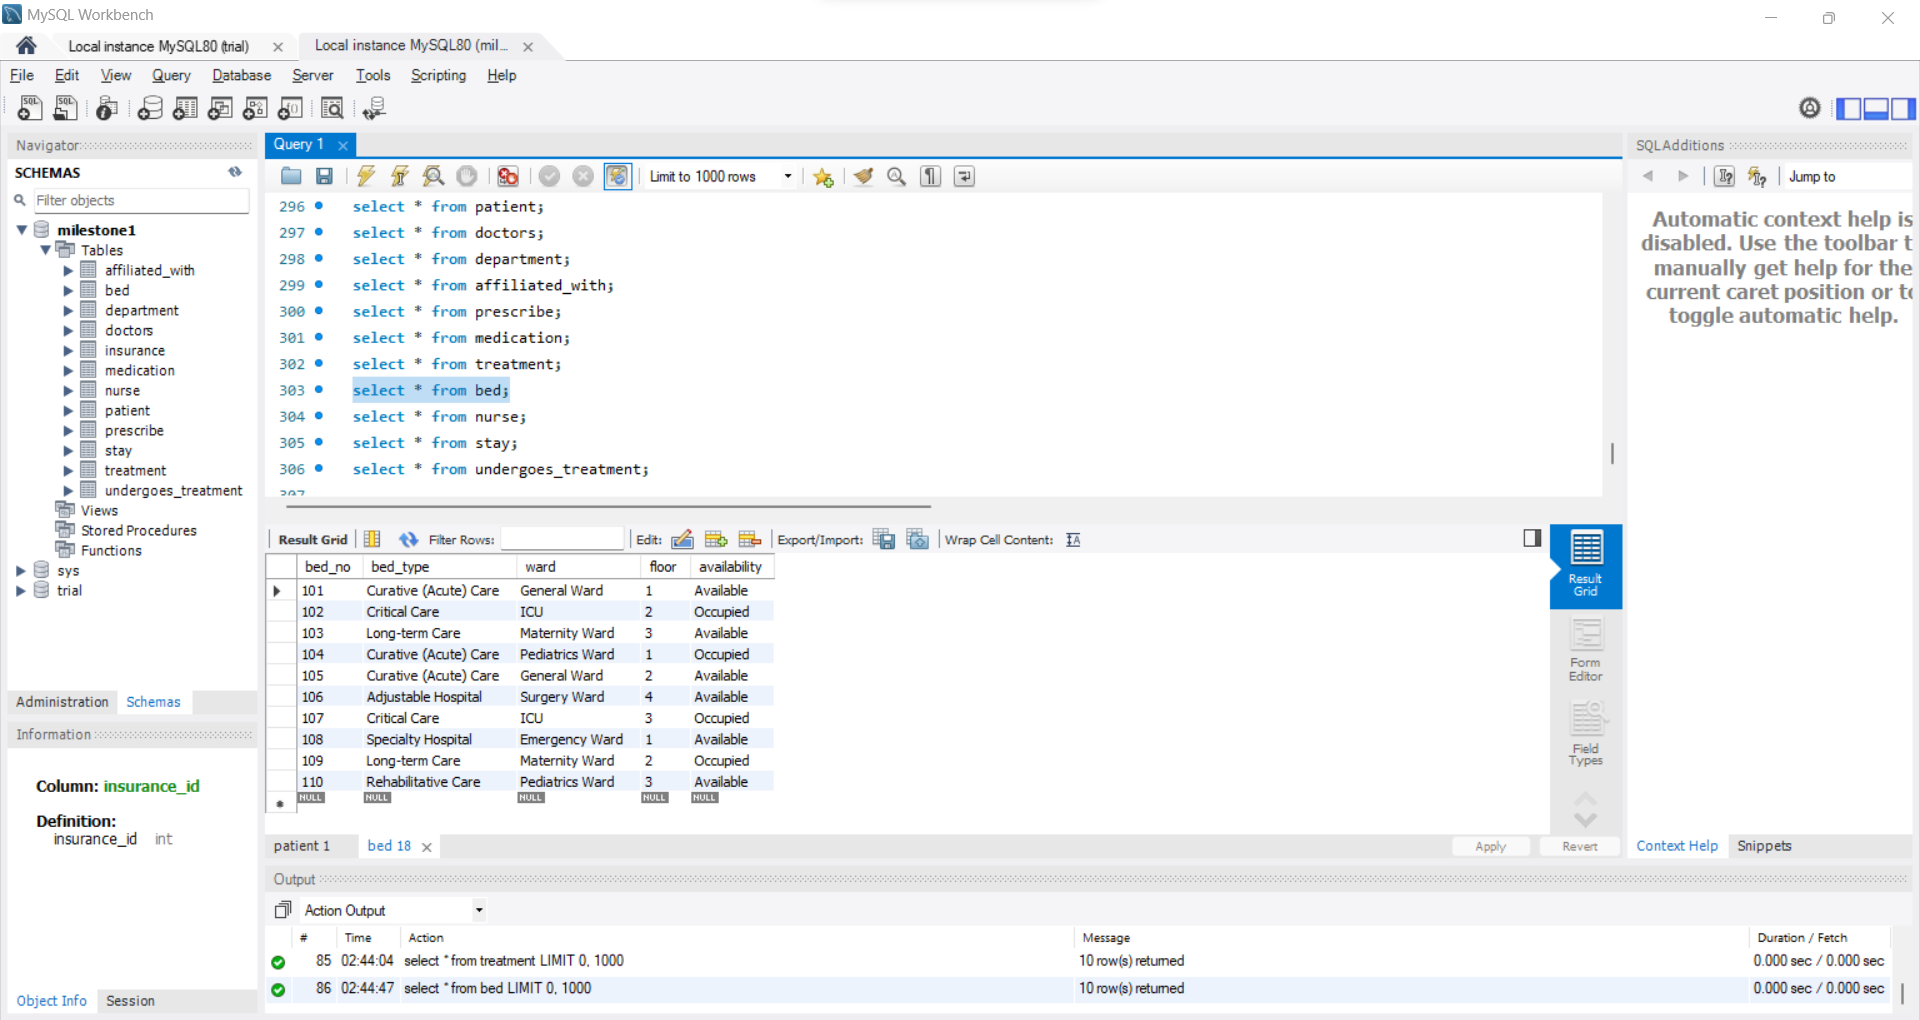 MySQL Workbench
Local instance MySQL80 (trial)
Local instance MySQL80 (mil...
File Edit View Query Database Server Tools Scripting Help
Navigator
SCHEMAS
Filter objects
milestone1
Tables
affiliated_with
bed
department
doctors
insurance
medication
nurse
patient
prescribe
stay
treatment
undergoes_treatment
Views
Stored Procedures
Functions
sys
trial
Administration Schemas
Information
Column: insurance_id
Definition:
insurance_id int
Object Info Session
Query 1
Limit to 1000 rows
296 select * from patient;
297 select * from doctors;
298 select * from department;
299 select * from affiliated_with;
300 select * from prescribe;
301 select * from medication;
302 select * from treatment;
303 select * from bed;
304 select * from nurse;
305 select * from stay;
306 select * from undergoes_treatment;
307
Result Grid Filter Rows: Edit: Export/Import: Wrap Cell Content:
bed_no bed_type ward floor availability
101 Curative (Acute) Care General Ward 1 Available
102 Critical Care ICU 2 Occupied
103 Long-term Care Maternity Ward 3 Available
104 Curative (Acute) Care Pediatrics Ward 1 Occupied
105 Curative (Acute) Care General Ward 2 Available
106 Adjustable Hospital Surgery Ward 4 Available
107 Critical Care ICU 3 Occupied
108 Specialty Hospital Emergency Ward 1 Available
109 Long-term Care Maternity Ward 2 Occupied
110 Rehabilitative Care Pediatrics Ward 3 Available
NULL NULL NULL NULL NULL
Result
Grid
Form
Editor
Field
Types
patient 1 bed 18
Apply Revert
Output
Action Output
# Time Action Message Duration / Fetch
85 02:44:04 select * from treatment LIMIT 0, 1000 10 row(s) returned 0.000 sec / 0.000 sec
86 02:44:47 select * from bed LIMIT 0, 1000 10 row(s) returned 0.000 sec / 0.000 sec
SQLAdditions
Jump to
Automatic context help is
disabled. Use the toolbar t
manually get help for the
current caret position or to
toggle automatic help.
Context Help Snippets